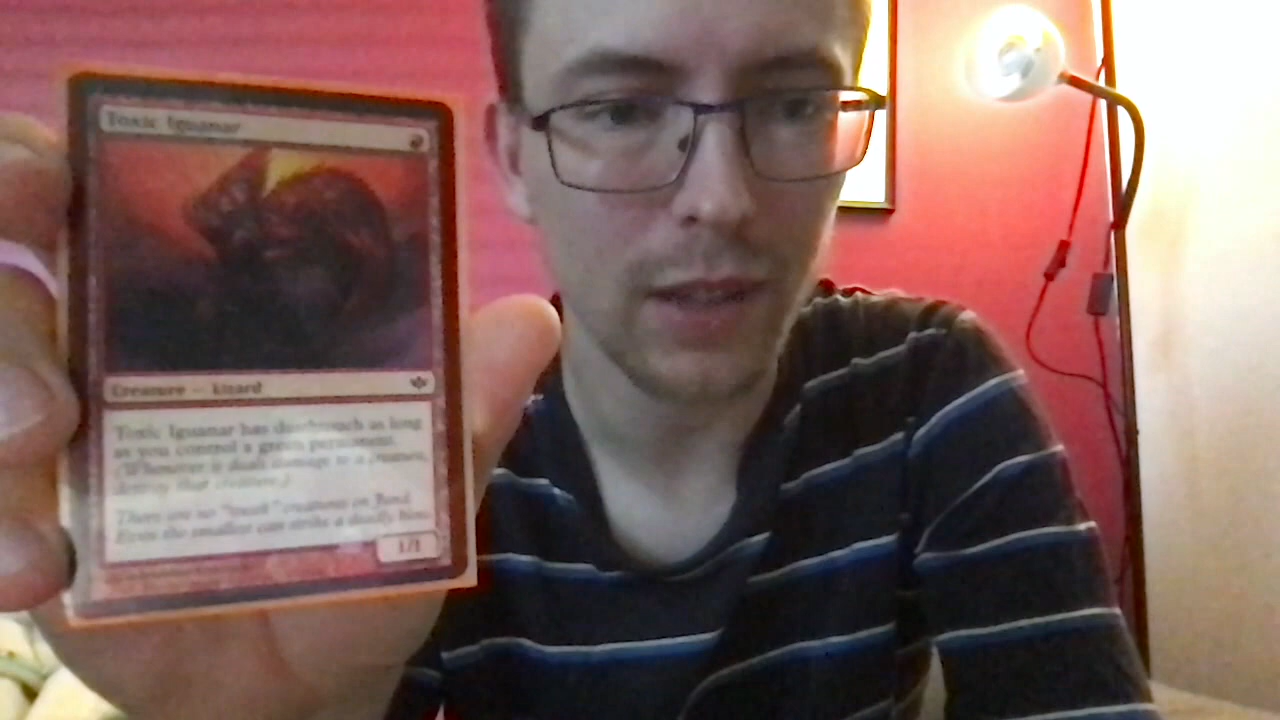 Toxic Iguanar
Creature — Lizard
Toxic Iguanar has deathtouch as long
as you control a green permanent.
(Whenever it deals damage to a creature,
destroy that creature.)
There are no "weak" creatures on
Even the smallest can strike a deadly blow.
1/1